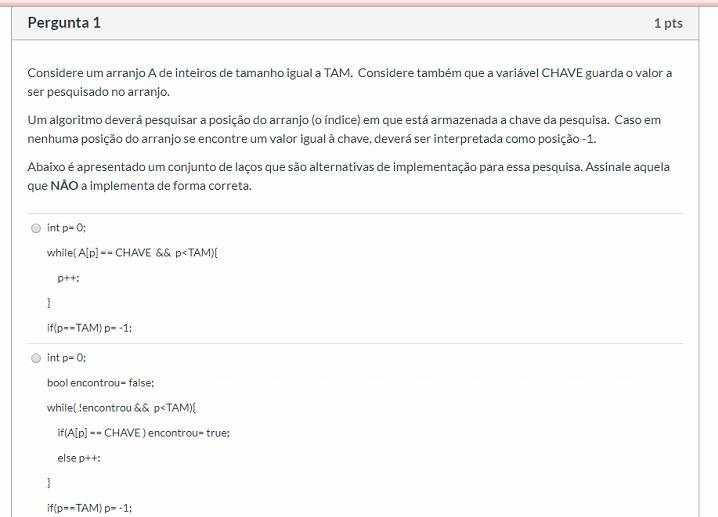 Pergunta 1
1 pts
Considere um arranjo A de inteiros de tamanho igual a TAM. Considere também que a variável CHAVE guarda o valor a
ser pesquisado no arranjo.
Um algoritmo deverá pesquisar a posição do arranjo (o índice) em que está armazenada a chave da pesquisa. Caso em
nenhuma posição do arranjo se encontre um valor igual à chave, deverá ser interpretada como posição -1.
Abaixo é apresentado um conjunto de laços que são alternativas de implementação para essa pesquisa. Assinale aquela
que NÃO a implementa de forma correta.
int p= 0;
while( A[p] == CHAVE && p<TAM){
p++;
}
if(p==TAM) p= -1;
int p= 0;
bool encontrou= false;
while( !encontrou && p<TAM){
if(A[p] == CHAVE ) encontrou= true;
else p++;
}
if(p==TAM) p= -1;